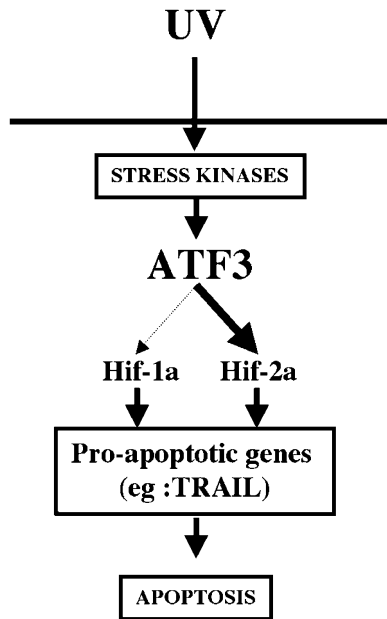 UV
STRESS KINASES
ATF3
Hif-1a Hif-2a
Pro-apoptotic genes
(eg :TRAIL)
APOPTOSIS